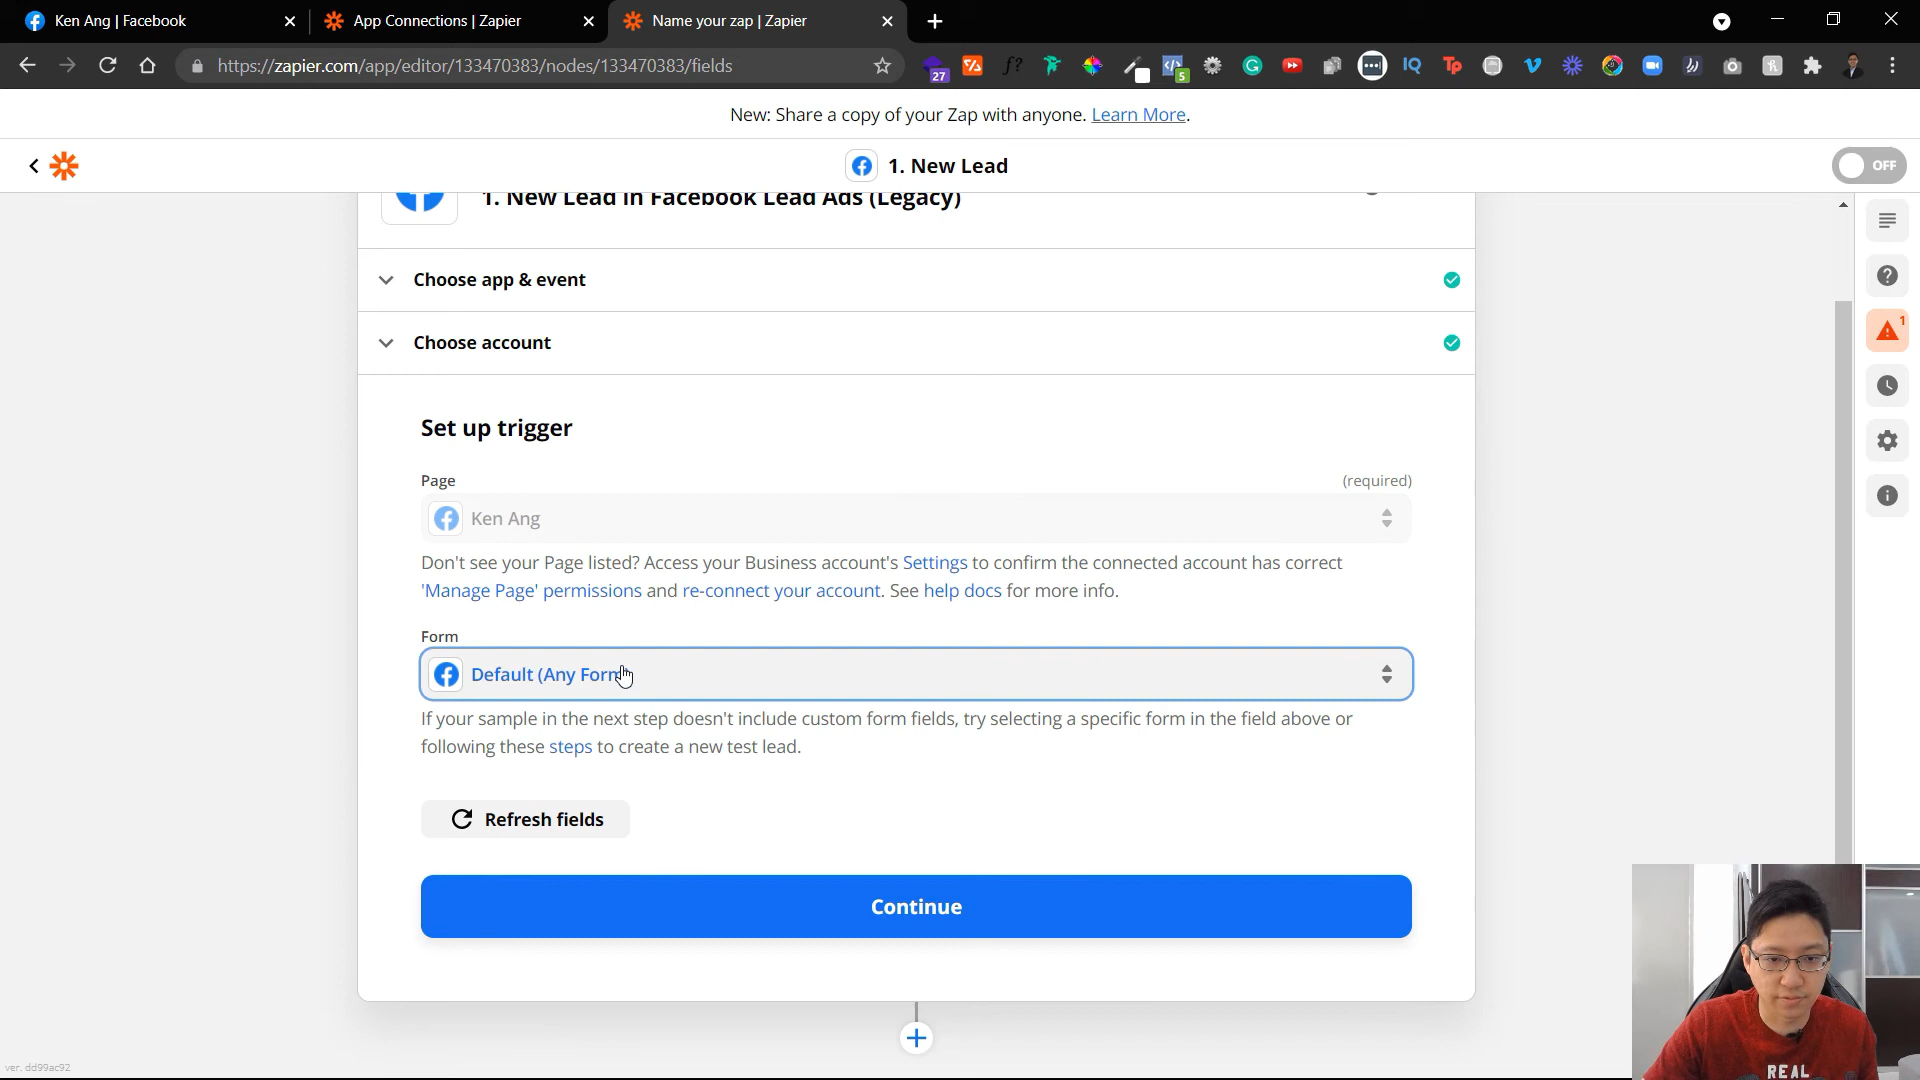 Ken Ang | Facebook
App Connections | Zapier
Name your zap | Zapier
https://zapier.com/app/editor/133470383/nodes/133470383/fields
27
5
New: Share a copy of your Zap with anyone. Learn More.
1. New Lead
OFF
1. New Lead in Facebook Lead Ads (Legacy)
Choose app & event
Choose account
1
Set up trigger
Page
(required)
Ken Ang
Don't see your Page listed? Access your Business account's Settings to confirm the connected account has correct
'Manage Page' permissions and re-connect your account. See help docs for more info.
Form
Default (Any Form)
If your sample in the next step doesn't include custom form fields, try selecting a specific form in the field above or
following these steps to create a new test lead.
Refresh fields
Continue
REAL
ver. dd99ac92